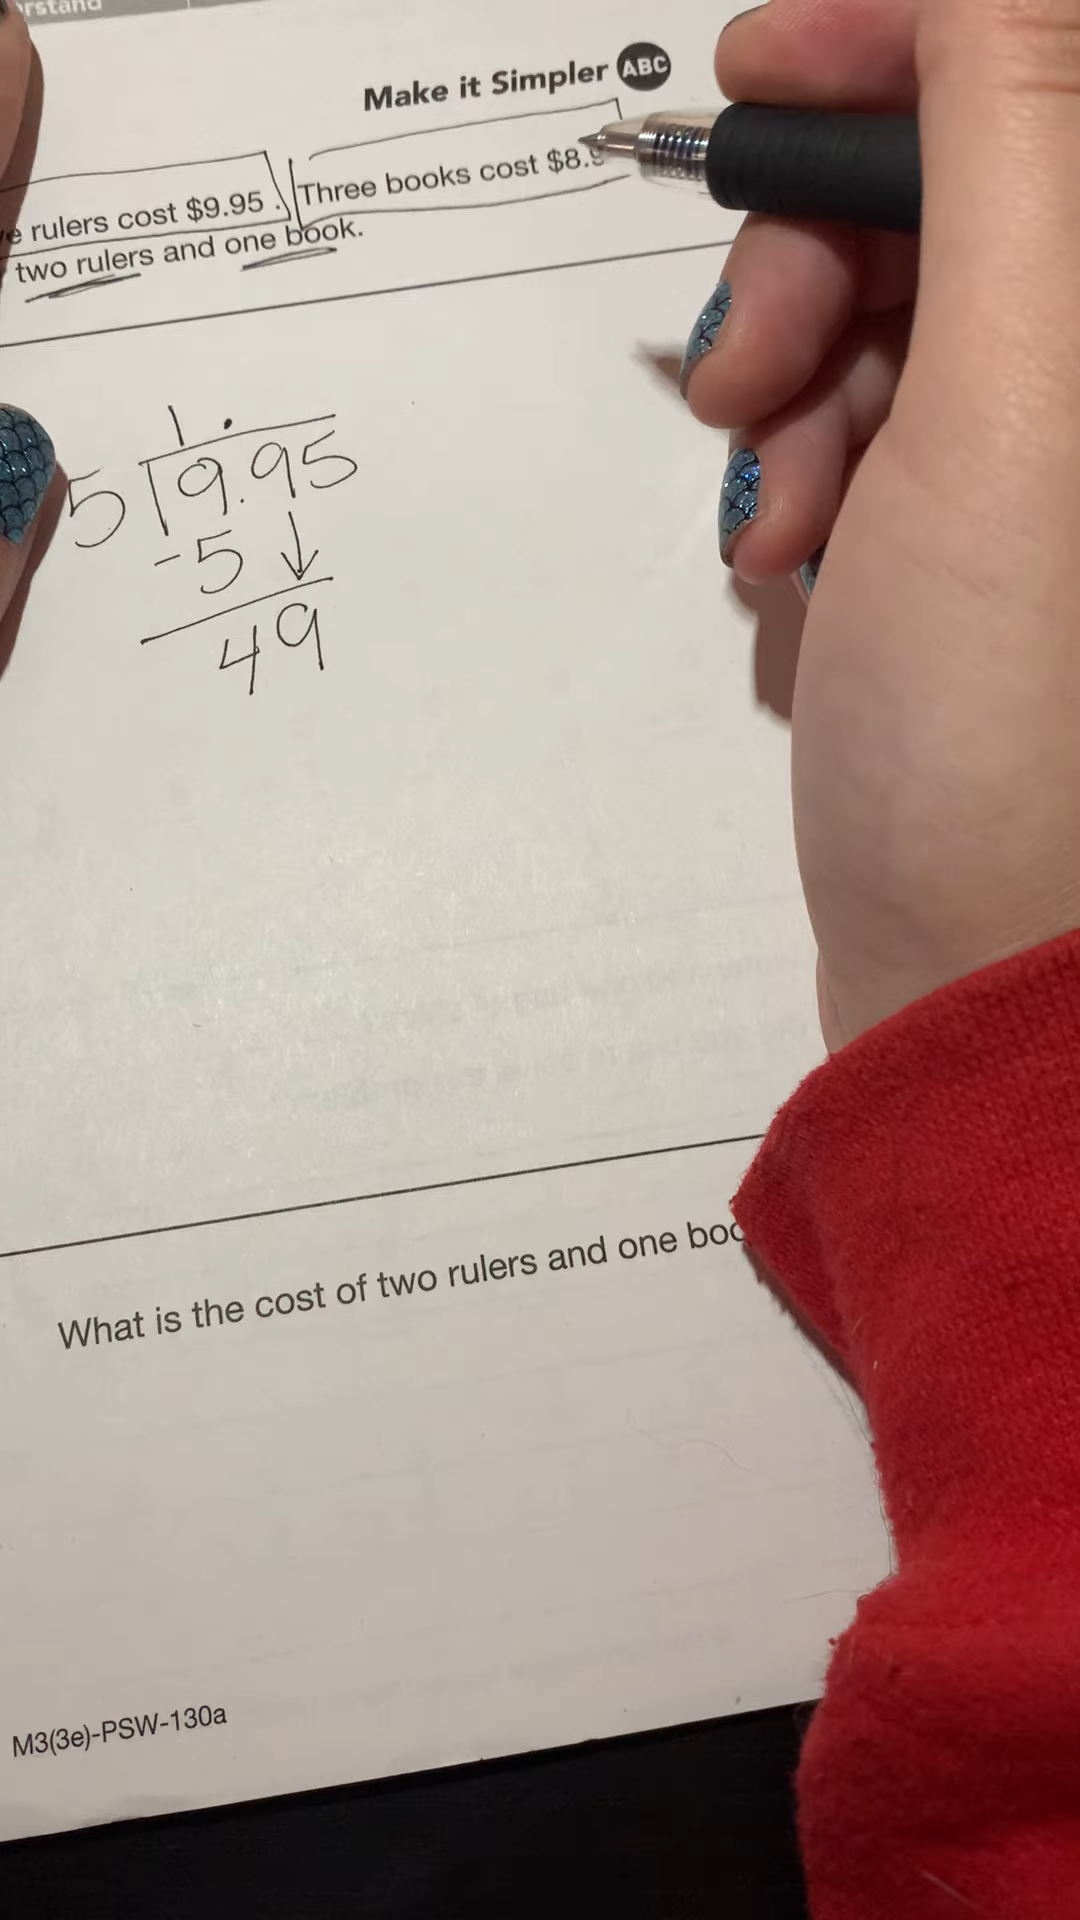 Make it Simpler ABC
rulers cost $9.95. Three books cost $8.9
two rulers and one book.
1 .
5 9.95
-5
49
What is the cost of two rulers and one
M3(3e)-PSW-130a